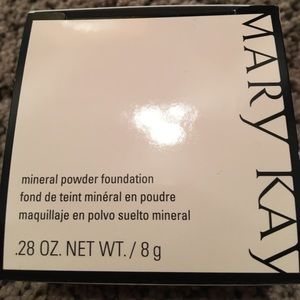 MARY KAY
mineral powder foundation
fond de teint minéral en poudre
maquillaje en polvo suelto mineral
.28 OZ. NET WT. / 8 g